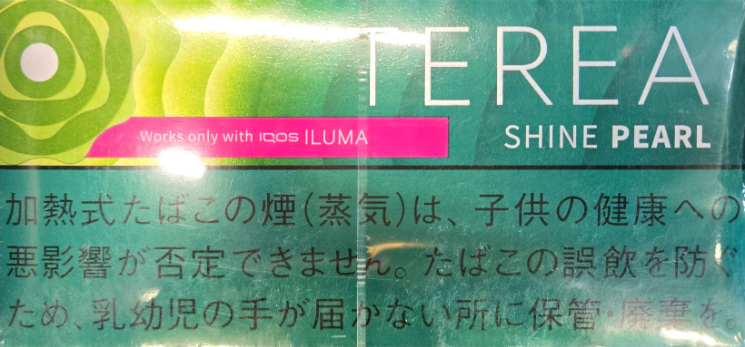 TEREA
Works only with IQOS ILUMA
SHINE PEARL
加熱式たばこの煙(蒸気)は、子供の健康への
悪影響が否定できません。たばこの誤飲を防ぐ
ため、乳幼児の手が届かない所に保管・廃棄を。